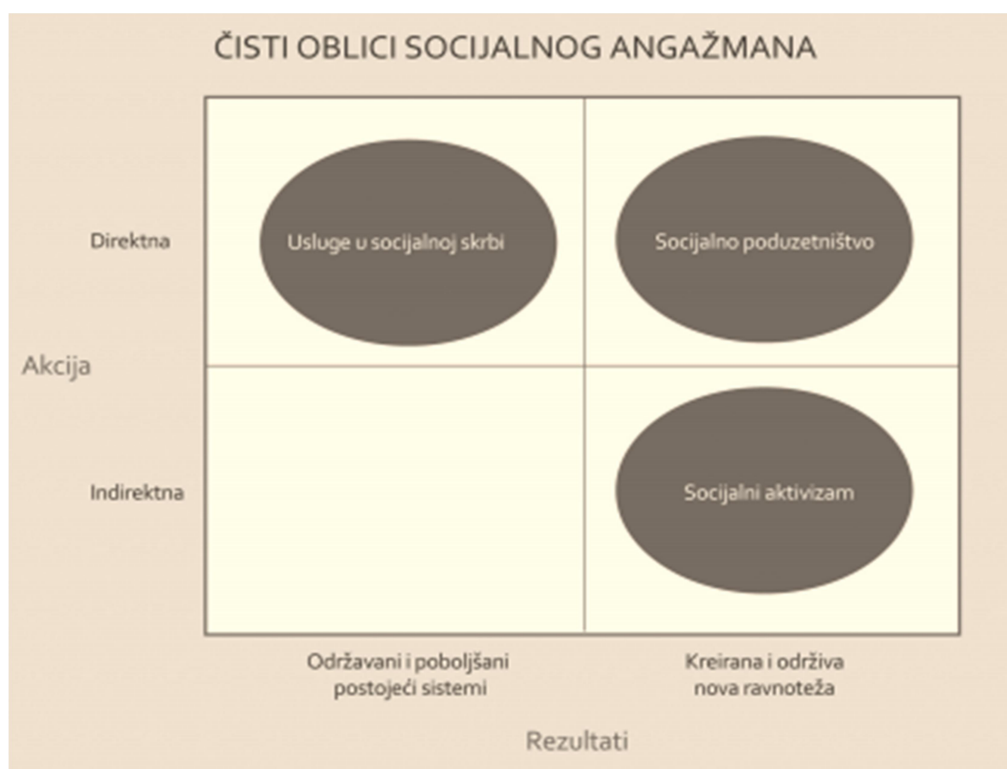 ČISTI OBLICI SOCIJALNOG ANGAŽMANA
Direktna
Usluge u socijalnoj skrbi
Socijalno poduzetništvo
Akcija
Indirektna
Socijalni aktivizam
Održavani i poboljšani
postojeći sistemi
Kreirana i održiva
nova ravnoteža
Rezultati